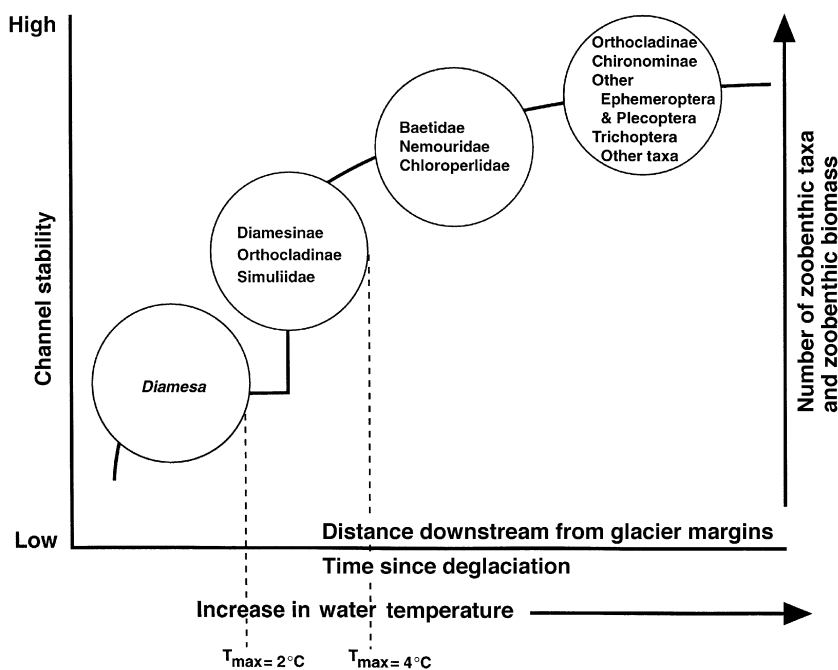 High
Channel stability
Low
Diamesa
Diamesinae
Orthocladinae
Simuliidae
Baetidae
Nemouridae
Chloroperlidae
Orthocladinae
Chironominae
Other
Ephemeroptera
& Plecoptera
Trichoptera
Other taxa
Number of zoobenthic taxa
and zoobenthic biomass
Distance downstream from glacier margins
Time since deglaciation
Increase in water temperature
Tmax= 2°C
Tmax= 4°C